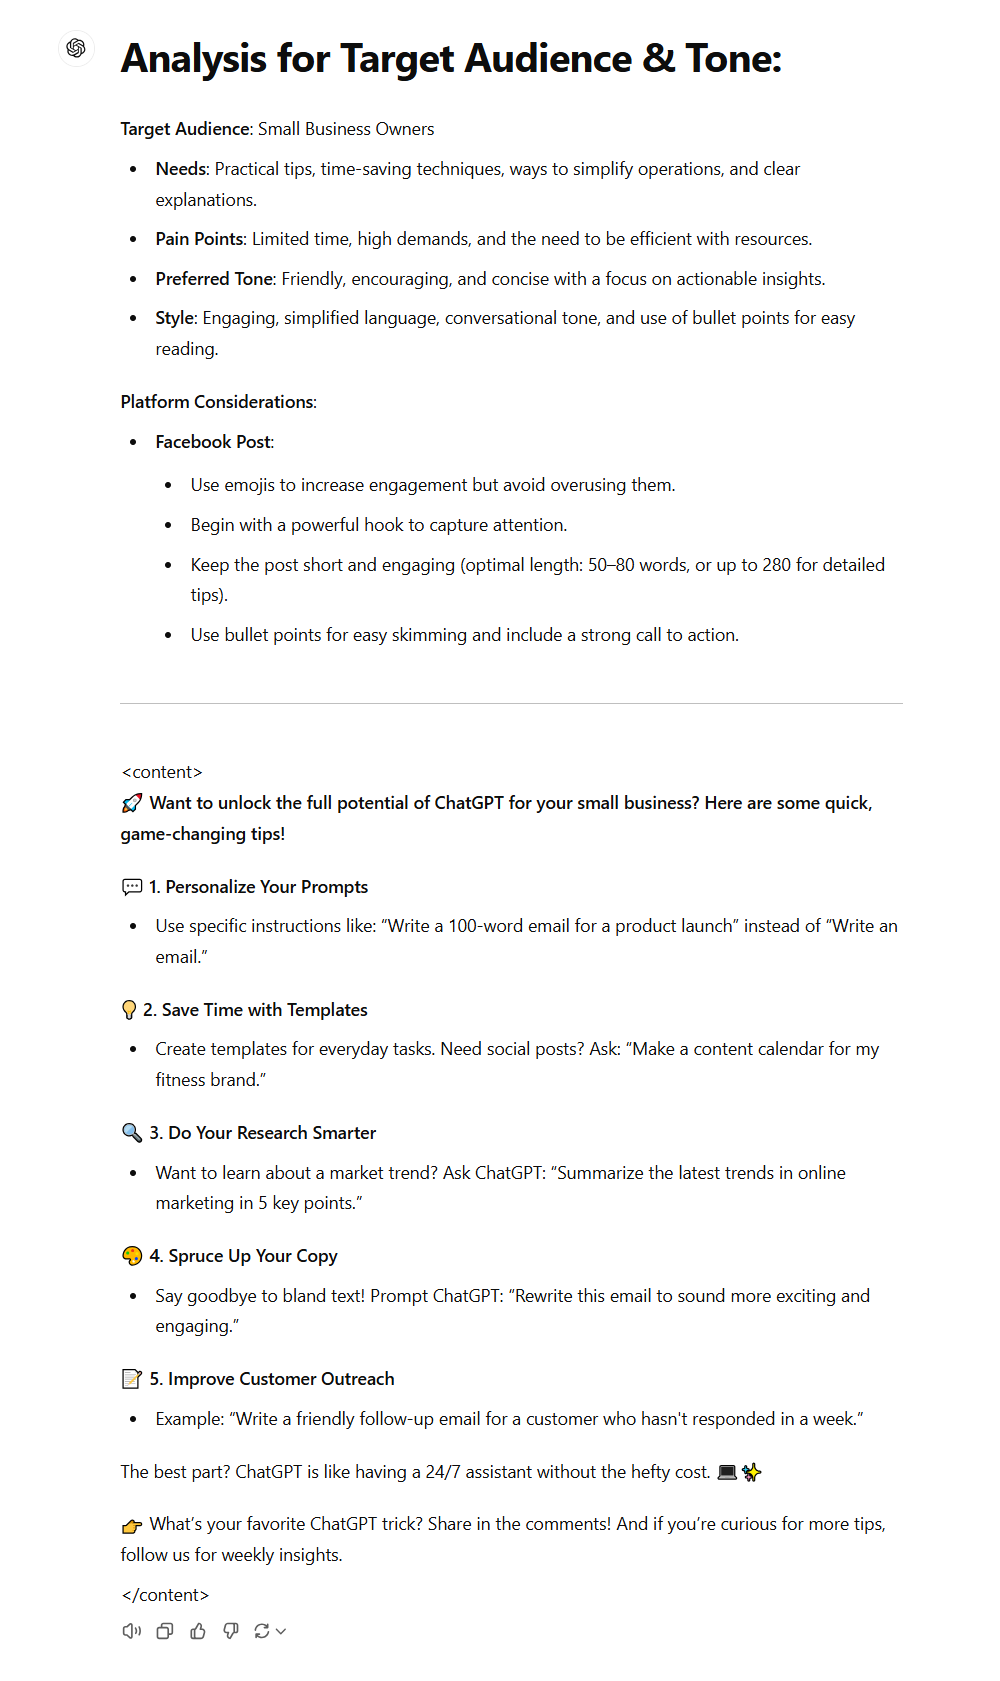 Analysis for Target Audience & Tone:
Target Audience: Small Business Owners
• Needs: Practical tips, time-saving techniques, ways to simplify operations, and clear
explanations.
• Pain Points: Limited time, high demands, and the need to be efficient with resources.
• Preferred Tone: Friendly, encouraging, and concise with a focus on actionable insights.
• Style: Engaging, simplified language, conversational tone, and use of bullet points for easy
reading.
Platform Considerations:
• Facebook Post:
• Use emojis to increase engagement but avoid overusing them.
• Begin with a powerful hook to capture attention.
• Keep the post short and engaging (optimal length: 50–80 words, or up to 280 for detailed
tips).
• Use bullet points for easy skimming and include a strong call to action.
<content>
🚀 Want to unlock the full potential of ChatGPT for your small business? Here are some quick,
game-changing tips!
💬 1. Personalize Your Prompts
• Use specific instructions like: “Write a 100-word email for a product launch” instead of “Write an
email.”
💡 2. Save Time with Templates
• Create templates for everyday tasks. Need social posts? Ask: “Make a content calendar for my
fitness brand.”
🔍 3. Do Your Research Smarter
• Want to learn about a market trend? Ask ChatGPT: “Summarize the latest trends in online
marketing in 5 key points.”
🎨 4. Spruce Up Your Copy
• Say goodbye to bland text! Prompt ChatGPT: “Rewrite this email to sound more exciting and
engaging.”
📝 5. Improve Customer Outreach
• Example: “Write a friendly follow-up email for a customer who hasn't responded in a week.”
The best part? ChatGPT is like having a 24/7 assistant without the hefty cost. 💻✨
👉 What’s your favorite ChatGPT trick? Share in the comments! And if you’re curious for more tips,
follow us for weekly insights.
</content>